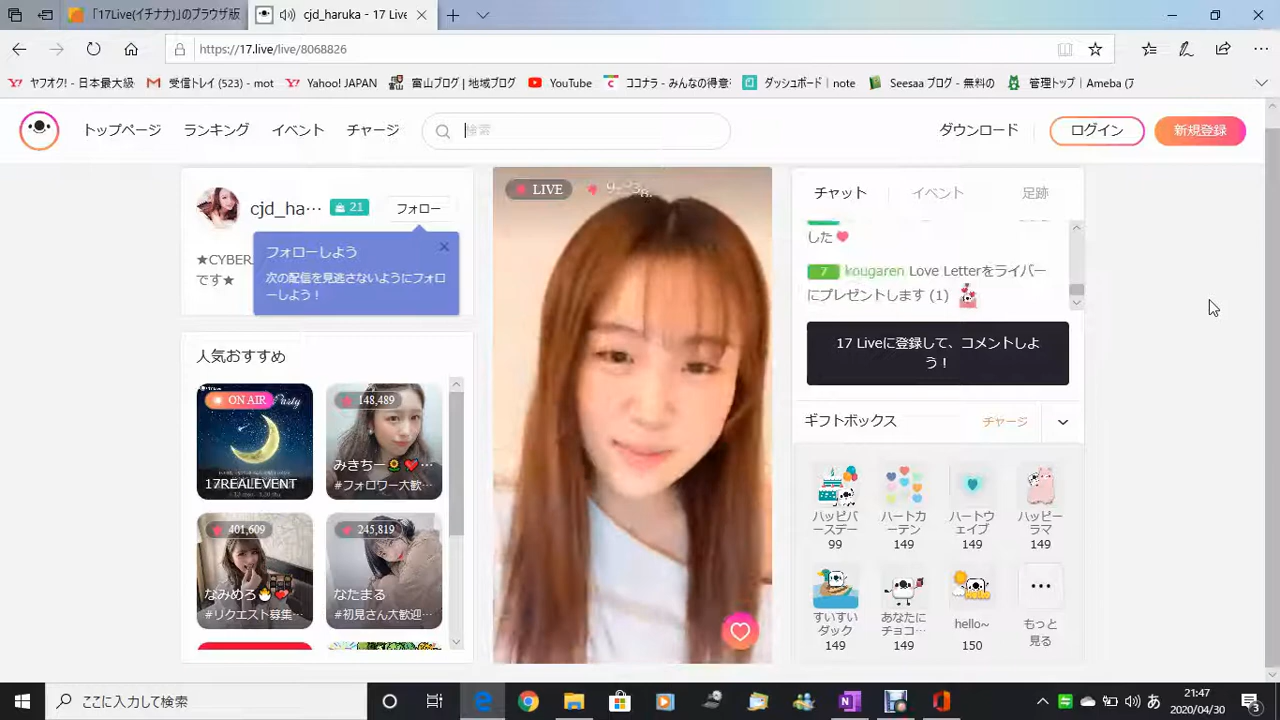 「17Live(イチナナ)」のブラウザ版
cjd_haruka - 17 Live
https://17.live/live/8068826
ヤフオク! - 日本最大級
受信トレイ (523) - mot
Yahoo! JAPAN
富山ブログ | 地域ブログ
YouTube
ココナラ - みんなの得意
ダッシュボード | note
Seesaa ブログ - 無料の
管理トップ | Ameba (ア
トップページ
ランキング
イベント
チャージ
検索
ダウンロード
ログイン
新規登録
cjd_ha…
21
フォロー
★CYBER
です★
フォローしよう
次の配信を見逃さないようにフォロ
ーしよう！
人気おすすめ
ON AIR
17REALEVENT
148,489
みきちー🌻❤…
#フォロワー大歓…
401,609
なみめろ
#リクエスト募集…
245,819
なたまる
#初見さん大歓迎…
LIVE
チャット
イベント
足跡
した
7 kougaren Love Letterをライバー
にプレゼントします (1)
17 Liveに登録して、コメントしよ
う！
ギフトボックス
チャージ
ハッピバ
ースデー
99
ハートカ
ーテン
149
ハートウ
ェイブ
149
ハッピー
ラマ
149
すいすい
ダック
149
あなたに
チョコ…
149
hello~
150
もっと
見る
ここに入力して検索
あ
21:47
2020/04/30
3